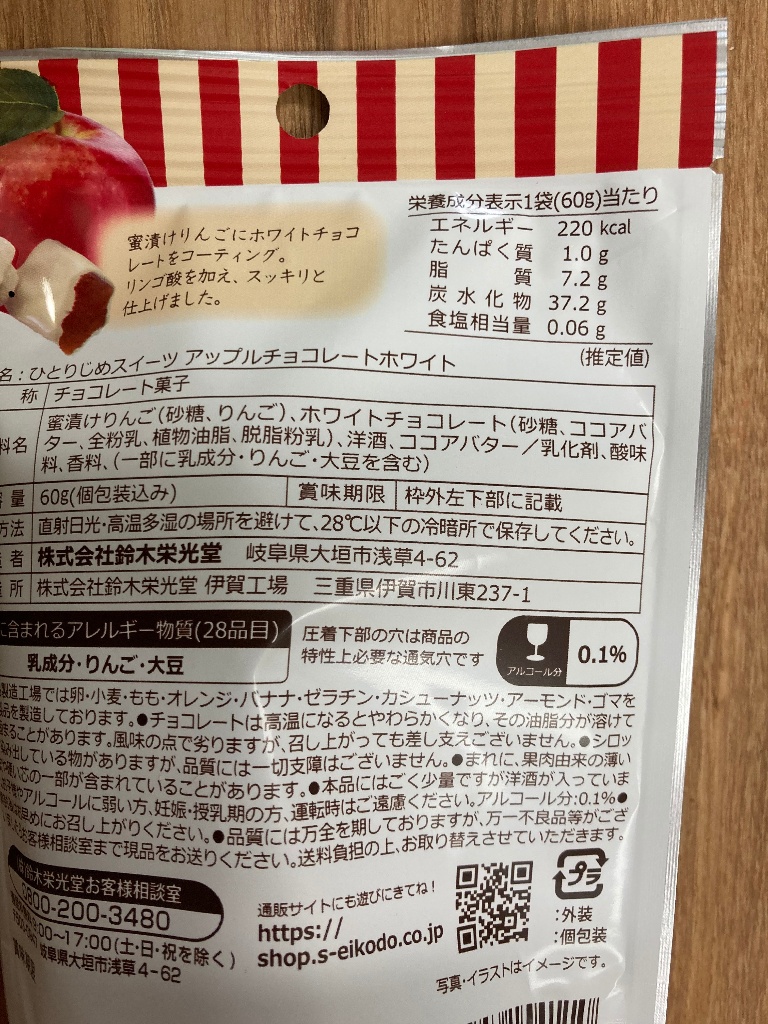 蜜漬けりんごにホワイトチョコ
レートをコーティング。
リンゴ酸を加え、スッキリと
仕上げました。
栄養成分表示1袋(60g)当たり
エネルギー 220 kcal
たんぱく質 1.0 g
脂質 7.2 g
炭水化物 37.2 g
食塩相当量 0.06 g
(推定値)
名：ひとりじめスイーツ アップルチョコレートホワイト
称 チョコレート菓子
料名 蜜漬けりんご(砂糖、りんご)、ホワイトチョコレート(砂糖、ココアバ
ター、全粉乳、植物油脂、脱脂粉乳)、洋酒、ココアバター／乳化剤、酸味
料、香料、(一部に乳成分・りんご・大豆を含む)
容量 60g(個包装込み) 賞味期限 枠外左下部に記載
方法 直射日光・高温多湿の場所を避けて、28℃以下の冷暗所で保存してください。
者 株式会社鈴木栄光堂 岐阜県大垣市浅草4-62
所 株式会社鈴木栄光堂 伊賀工場 三重県伊賀市川東237-1
に含まれるアレルギー物質(28品目)
乳成分・りんご・大豆
圧着下部の穴は商品の
特性上必要な通気穴です
アルコール分 0.1%
製造工場では卵・小麦・もも・オレンジ・バナナ・ゼラチン・カシューナッツ・アーモンド・ゴマを
品を製造しております。●チョコレートは高温になるとやわらかくなり、その油脂分が溶けて
まることがあります。風味の点で劣りますが、召し上がっても差し支えございません。●シロッ
み出している物がありますが、品質には一切支障はございません。●まれに、果肉由来の薄い
い芯の一部が含まれていることがあります。●本品にはごく少量ですが洋酒が入っていま
やアルコールに弱い方、妊娠・授乳期の方、運転時はご遠慮ください。アルコール分:0.1%●
早めにお召し上がりください。●品質には万全を期しておりますが、万一不良品等がござ
お客様相談室まで現品をお送りください。送料負担の上、お取り替えさせていただきます。
(株)鈴木栄光堂お客様相談室
0800-200-3480
:00～17:00(土・日・祝を除く)
岐阜県大垣市浅草4-62
通販サイトにも遊びにきてね！
https://
shop.s-eikodo.co.jp
プラ
：外装
：個包装
写真・イラストはイメージです。